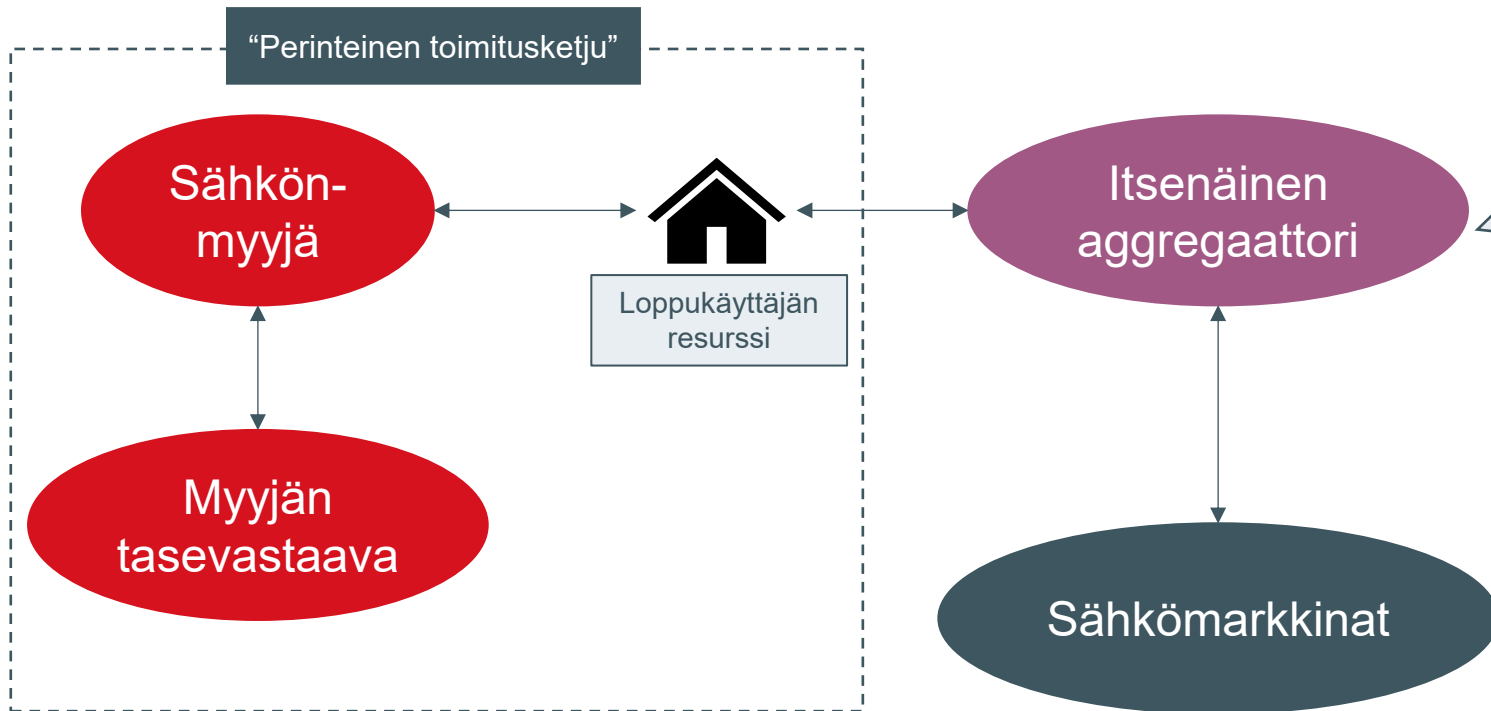 “Perinteinen toimitusketju”
Sähkön-
myyjä
Itsenäinen
aggregaattori
Loppukäyttäjän
resurssi
Myyjän
tasevastaava
Sähkömarkkinat